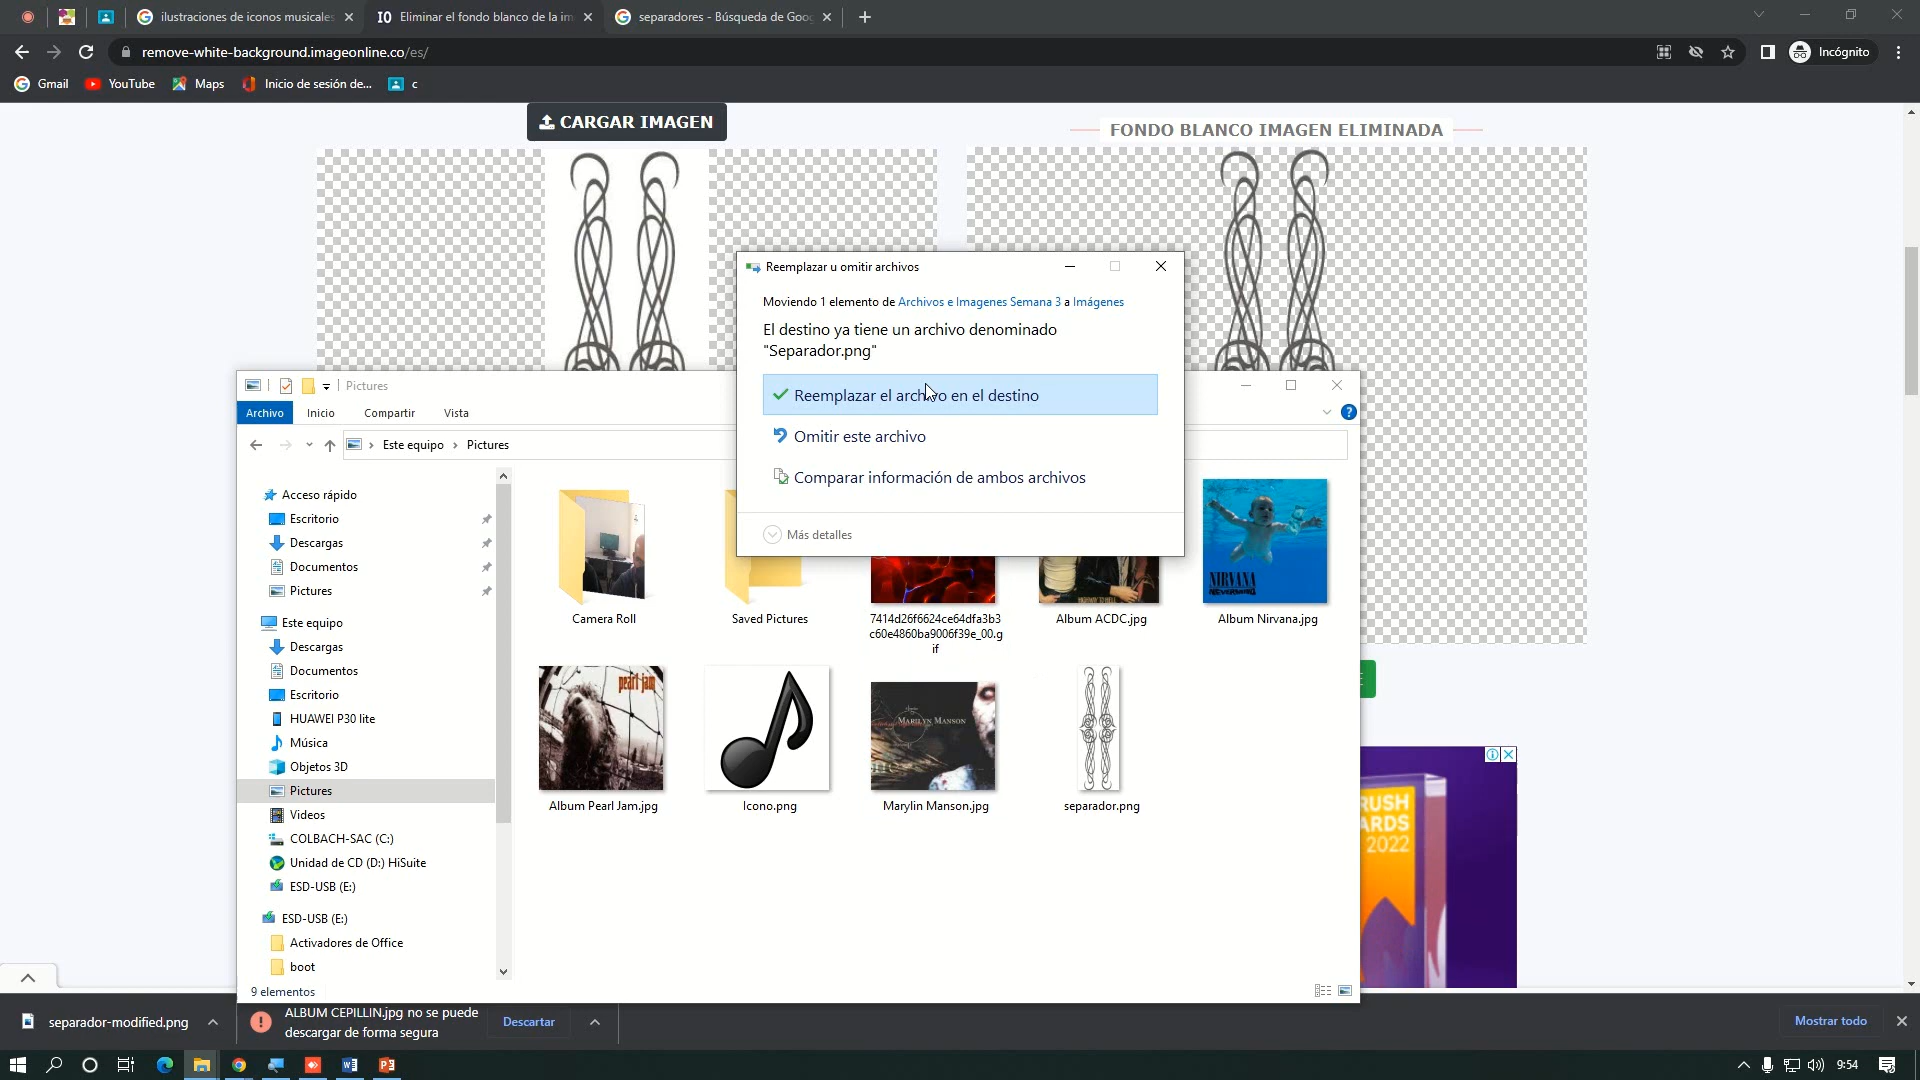 ilustraciones de iconos musicales
Eliminar el fondo blanco de la im
separadores - Búsqueda de Goog
remove-white-background.imageonline.co/es/
Incógnito
Gmail
YouTube
Maps
Inicio de sesión de...
c
CARGAR IMAGEN
FONDO BLANCO IMAGEN ELIMINADA
Reemplazar u omitir archivos
Moviendo 1 elemento de Archivos e Imagenes Semana 3 a Imágenes
El destino ya tiene un archivo denominado
"Separador.png"
Reemplazar el archivo en el destino
Omitir este archivo
Comparar información de ambos archivos
Más detalles
Pictures
Archivo
Inicio
Compartir
Vista
Este equipo
Pictures
Acceso rápido
Escritorio
Descargas
Documentos
Pictures
Este equipo
Descargas
Documentos
Escritorio
HUAWEI P30 lite
Música
Objetos 3D
Pictures
Videos
COLBACH-SAC (C:)
Unidad de CD (D:) HiSuite
ESD-USB (E:)
ESD-USB (E:)
Activadores de Office
boot
Camera Roll
Saved Pictures
7414d26f6624ce64dfa3b3
c60e4860ba9006f39e_00.g
if
Album ACDC.jpg
NIRVANA
Album Nirvana.jpg
pearl jam
Album Pearl Jam.jpg
Icono.png
MARILYN MANSON
Marylin Manson.jpg
separador.png
9 elementos
RUSH
ARDS
2022
separador-modified.png
ALBUM CEPILLIN.jpg no se puede
descargar de forma segura
Descartar
Mostrar todo
9:54